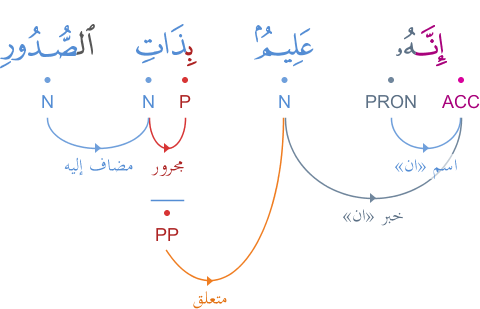 إِنَّهُۥ عَلِيمٌۢ بِذَاتِ ٱلصُّدُورِ
ACC PRON N P N N
اسم «ان» مجرور مضاف إليه
خبر «ان»
PP
متعلق